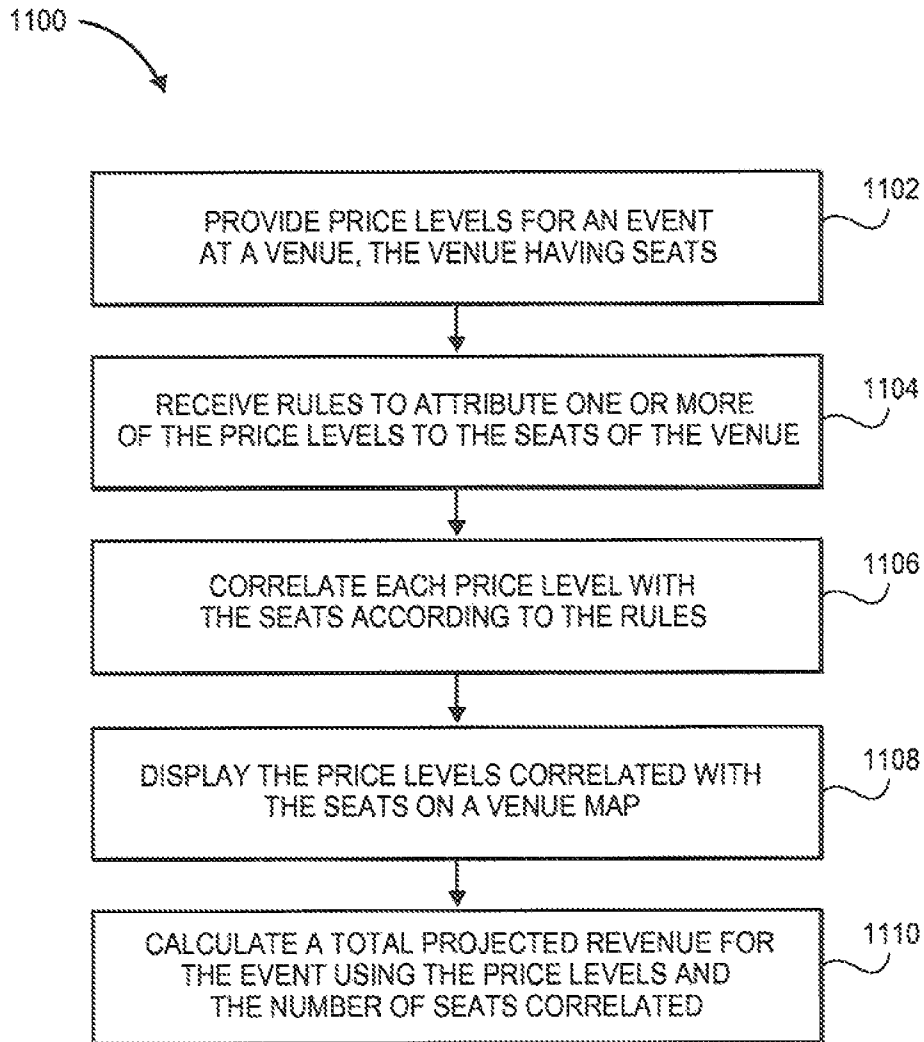 1100
PROVIDE PRICE LEVELS FOR AN EVENT
AT A VENUE, THE VENUE HAVING SEATS
1102
RECEIVE RULES TO ATTRIBUTE ONE OR MORE
OF THE PRICE LEVELS TO THE SEATS OF THE VENUE
1104
CORRELATE EACH PRICE LEVEL WITH
THE SEATS ACCORDING TO THE RULES
1106
DISPLAY THE PRICE LEVELS CORRELATED WITH
THE SEATS ON A VENUE MAP
1108
CALCULATE A TOTAL PROJECTED REVENUE FOR
THE EVENT USING THE PRICE LEVELS AND
THE NUMBER OF SEATS CORRELATED
1110